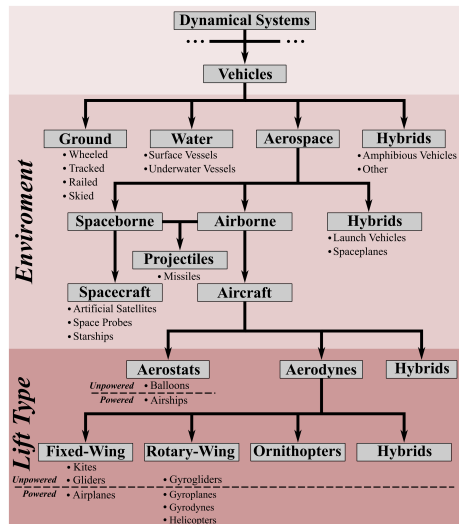 Dynamical Systems
Vehicles
Enviroment
Ground Water Aerospace Hybrids
• Wheeled • Surface Vessels • Amphibious Vehicles
• Tracked • Underwater Vessels • Other
• Railed
• Skied
Spaceborne Airborne Hybrids
• Launch Vehicles
• Spaceplanes
Projectiles
• Missiles
Spacecraft Aircraft
• Artificial Satellites
• Space Probes
• Starships
Lift Type
Aerostats Aerodynes Hybrids
Unpowered • Balloons
Powered • Airships
Fixed-Wing Rotary-Wing Ornithopters Hybrids
• Kites
Unpowered • Gliders • Gyrogliders
Powered • Airplanes • Gyroplanes
• Gyrodynes
• Helicopters